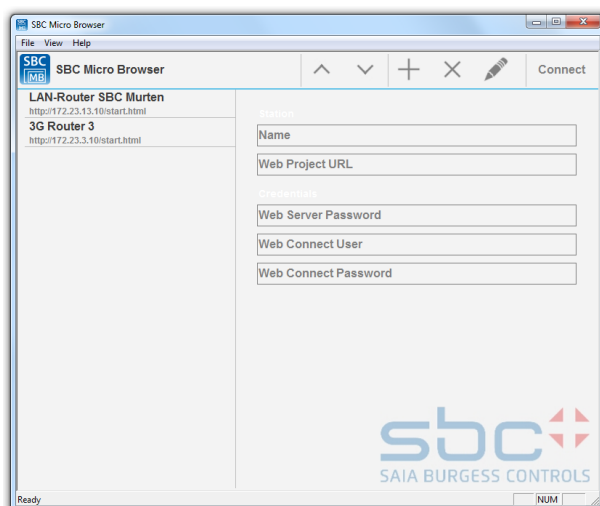 SBC Micro Browser
File View Help
SBC
MB
SBC Micro Browser
Connect
LAN-Router SBC Murten
http://172.23.13.10/start.html
3G Router 3
http://172.23.3.10/start.html
Station
Name
Web Project URL
Credentials
Web Server Password
Web Connect User
Web Connect Password
sbc
SAIA BURGESS CONTROLS
Ready
NUM